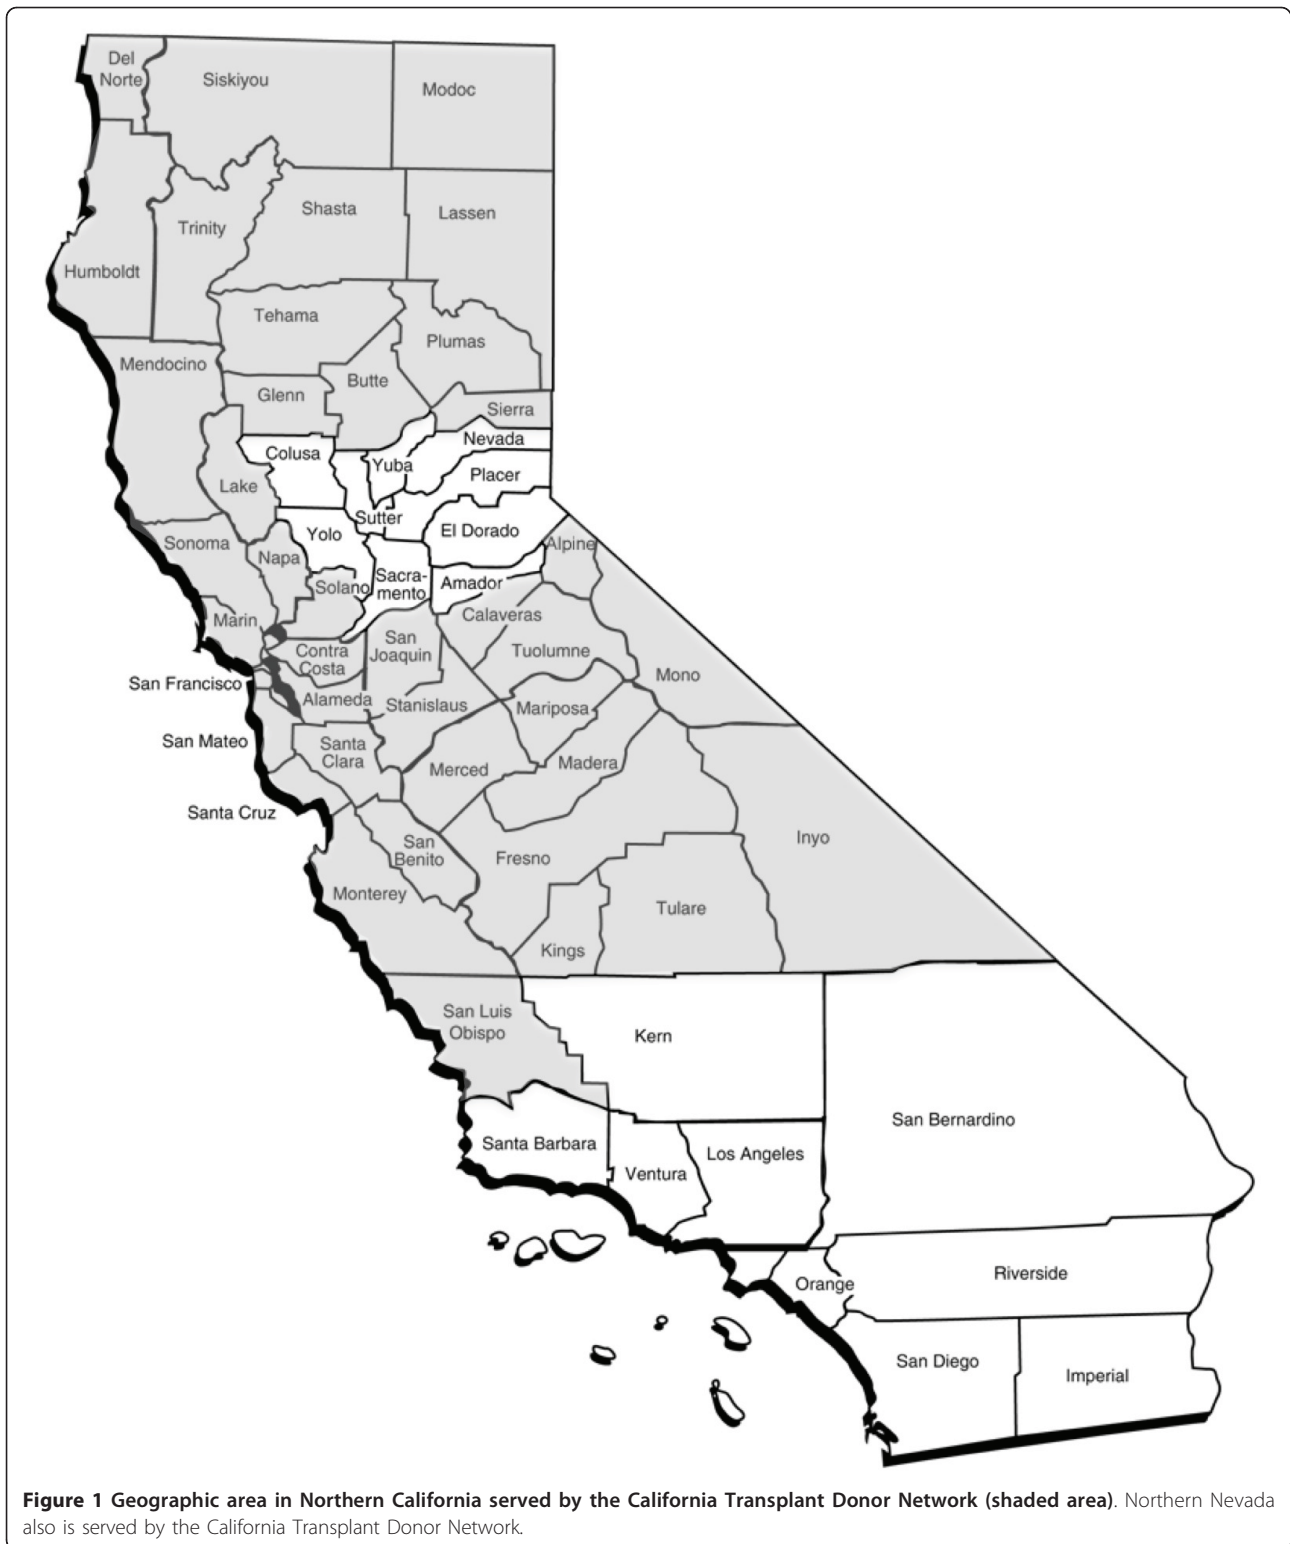 Del
Norte
Siskiyou
Modoc
Shasta
Lassen
Trinity
Humboldt
Tehama
Plumas
Mendocino
Butte
Glenn
Sierra
Nevada
Colusa
Yuba
Placer
Lake
Sutter
Yolo
El Dorado
Sonoma
Alpine
Napa
Sacra-
mento
Amador
Solano
Calaveras
Marin
San
Joaquin
Contra
Costa
Tuolumne
Mono
San Francisco
Alameda
Stanislaus
Mariposa
San Mateo
Santa
Clara
Madera
Merced
Santa Cruz
Inyo
San
Benito
Fresno
Monterey
Tulare
Kings
San Luis
Obispo
Kern
San Bernardino
Santa Barbara
Los Angeles
Ventura
Riverside
Orange
San Diego
Imperial
Figure 1 Geographic area in Northern California served by the California Transplant Donor Network (shaded area). Northern Nevada
also is served by the California Transplant Donor Network.